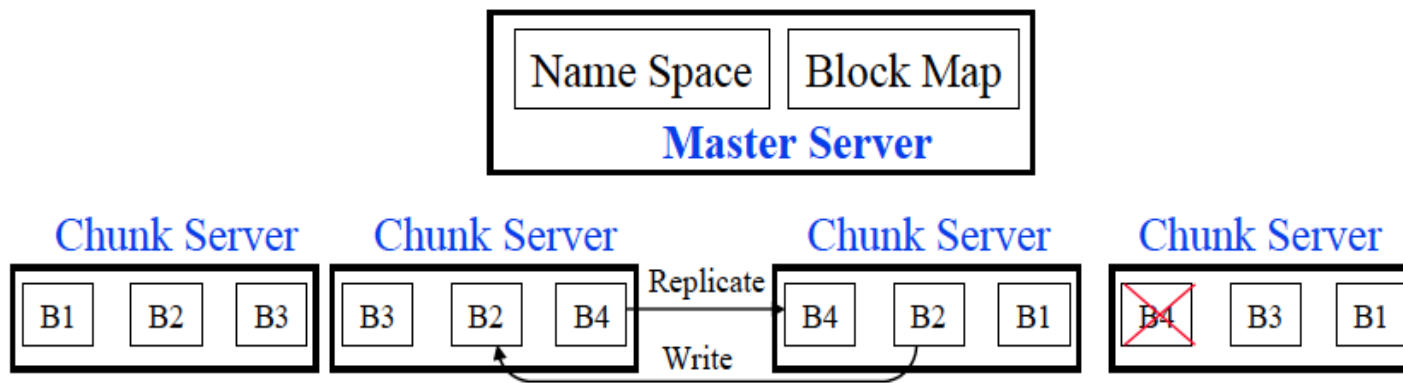 Name Space Block Map
Master Server
Chunk Server Chunk Server Chunk Server Chunk Server
Replicate
B1 B2 B3 B3 B2 B4 B4 B2 B1 B4 B3 B1
Write